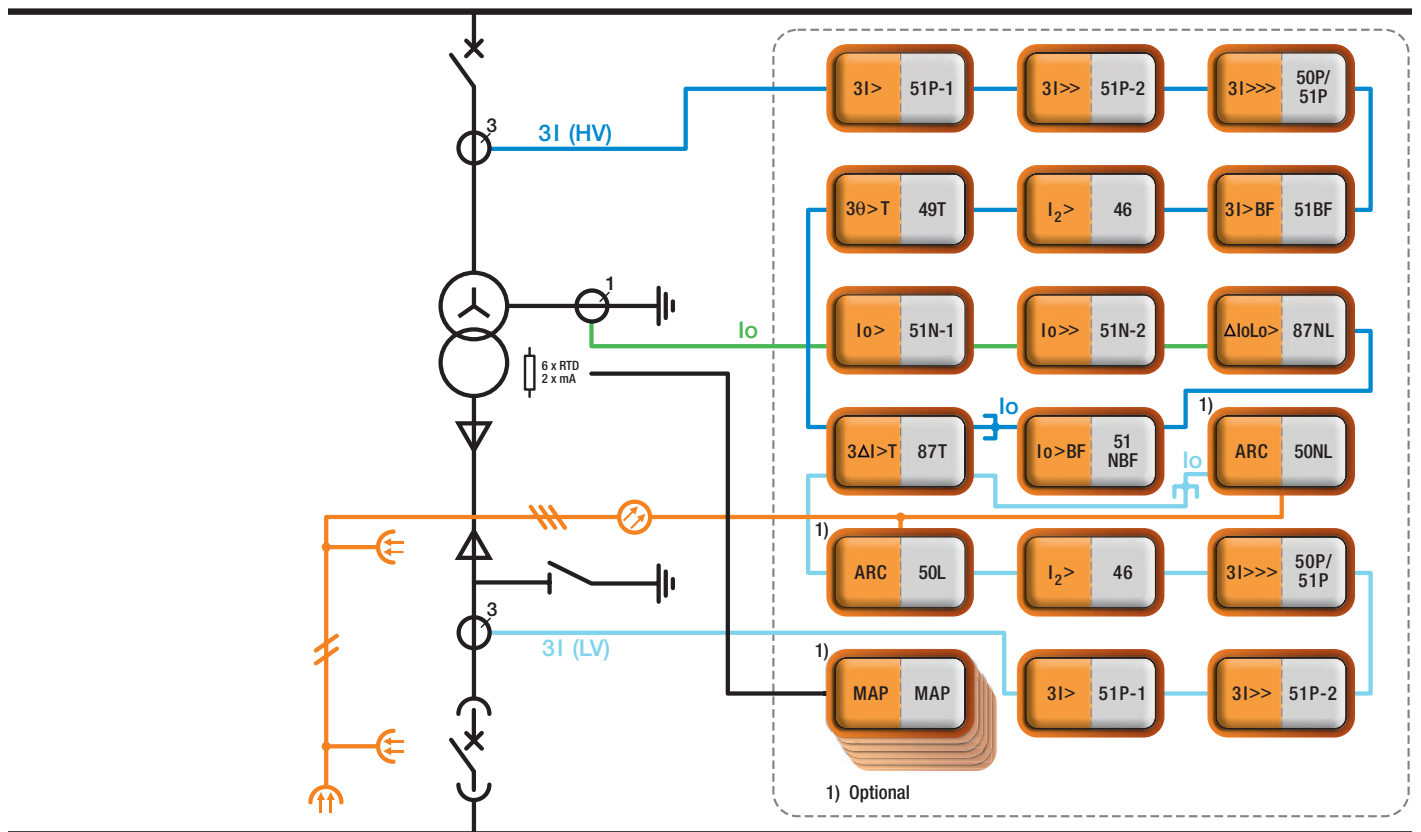 3I> 51P-1 3I>> 51P-2 3I>>> 50P/
51P
3
3I (HV)
3θ>T 49T I2> 46 3I>BF 51BF
1
Io
Io> 51N-1 Io>> 51N-2 ΔIoLo> 87NL
6 x RTD
2 x mA
1)
Io
3ΔI>T 87T Io>BF 51
NBF
ARC 50NL
Io
1)
ARC 50L I2> 46 3I>>> 50P/
51P
3
3I (LV)
1)
MAP MAP 3I> 51P-1 3I>> 51P-2
1) Optional